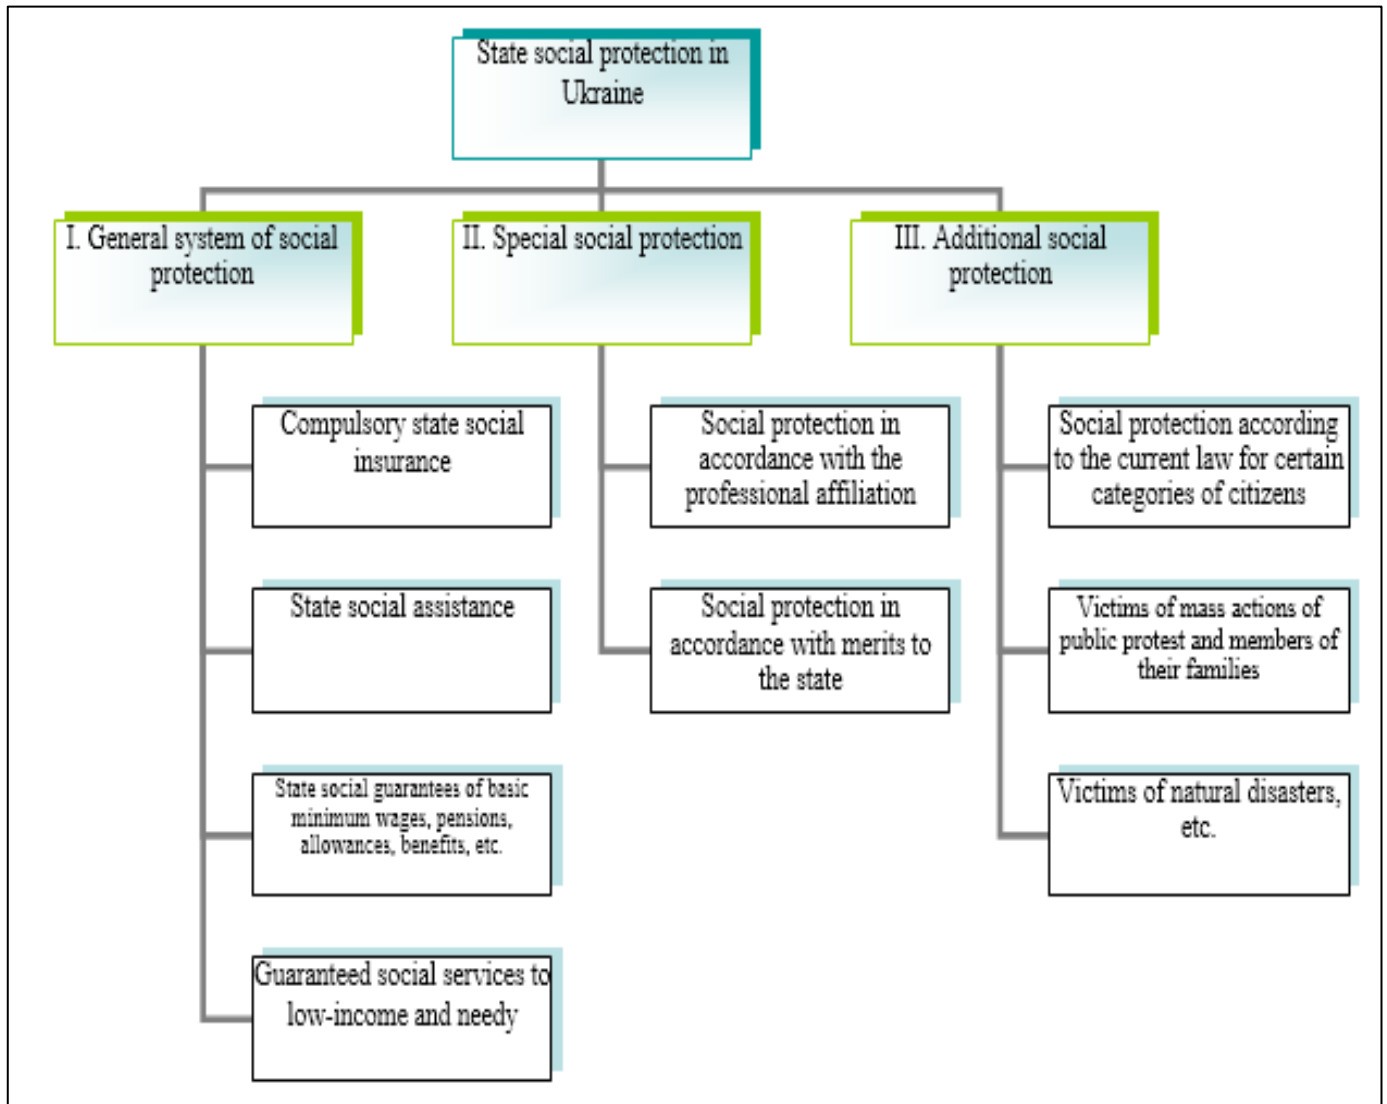 State social protection in
Ukraine
I. General system of social
protection
II. Special social protection
III. Additional social
protection
Compulsory state social
insurance
State social assistance
State social guarantees of basic
minimum wages, pensions,
allowances, benefits, etc.
Guaranteed social services to
low-income and needy
Social protection in
accordance with the
professional affiliation
Social protection in
accordance with merits to
the state
Social protection according
to the current law for certain
categories of citizens
Victims of mass actions of
public protest and members of
their families
Victims of natural disasters,
etc.